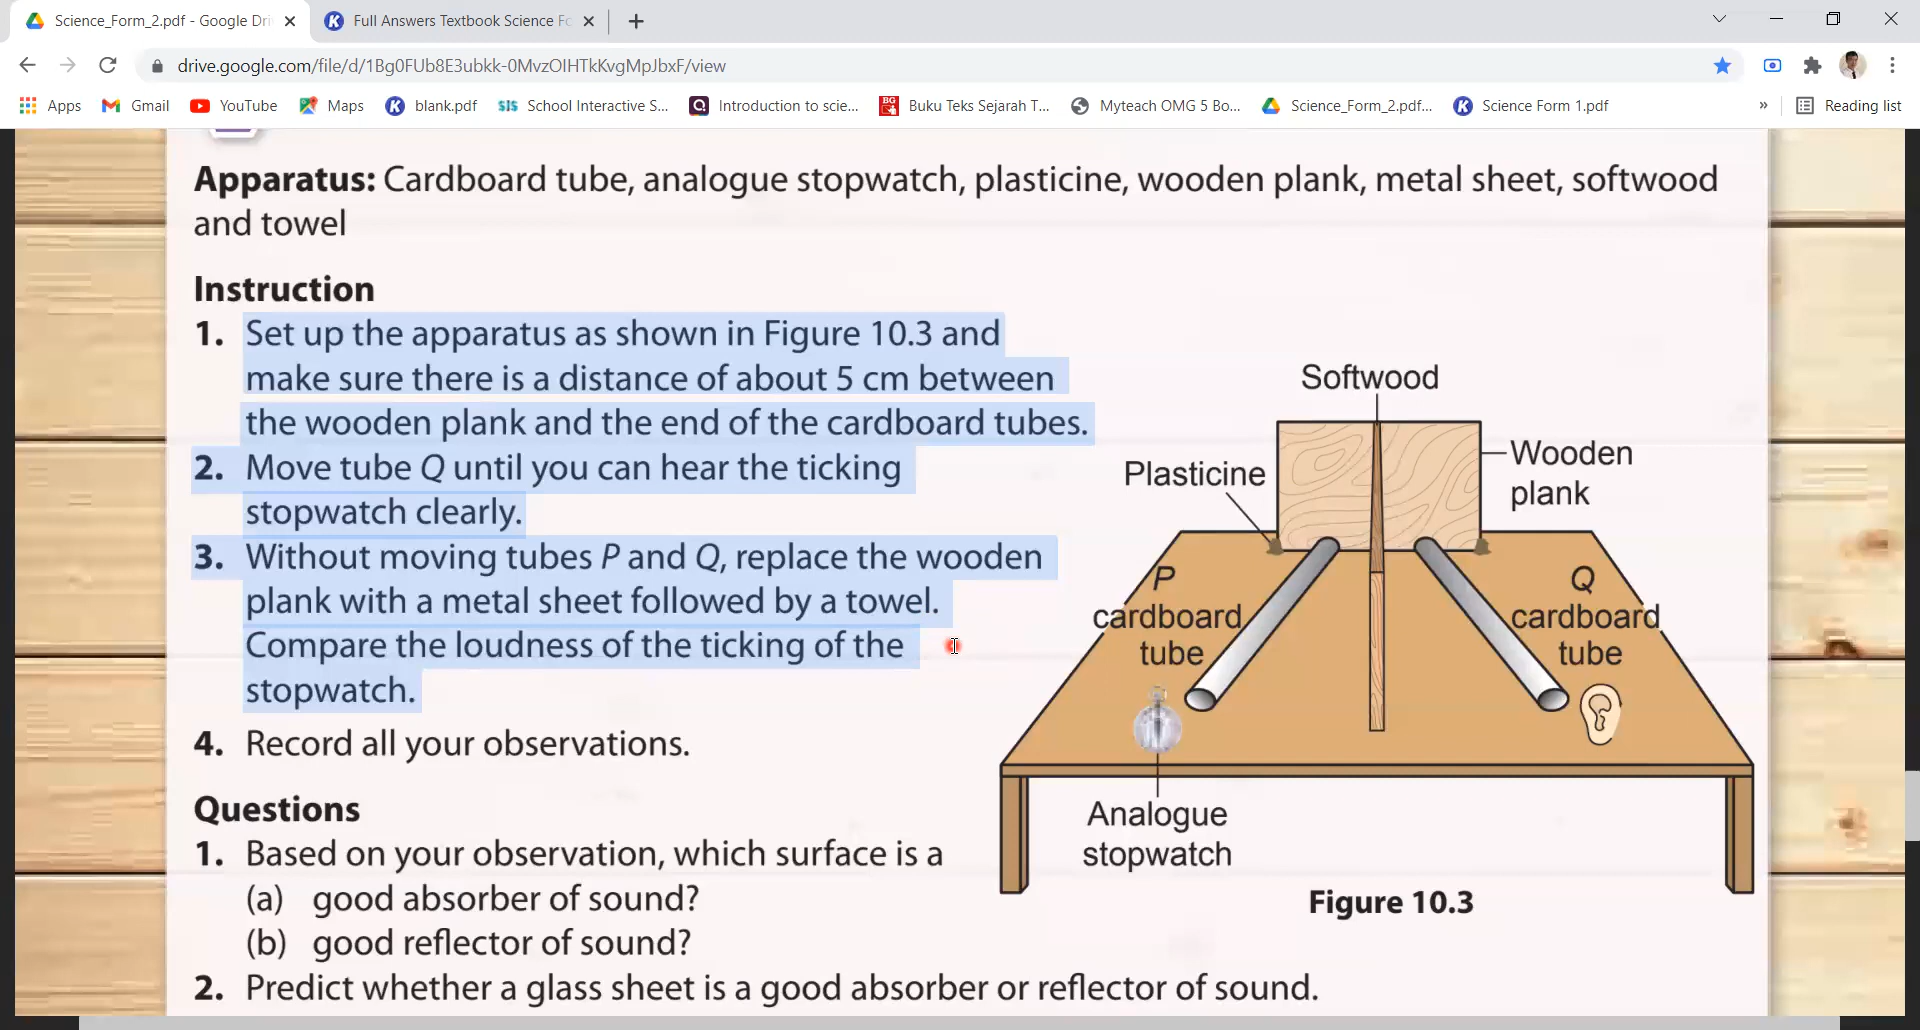 Science_Form_2.pdf - Google Dri
Full Answers Textbook Science Fo
drive.google.com/file/d/1Bg0FUb8E3ubkk-0MvzOIHTkKvgMpJbxF/view
Apps Gmail YouTube Maps blank.pdf SIS School Interactive S... Introduction to scie... BG Buku Teks Sejarah T... Myteach OMG 5 Bo... Science_Form_2.pdf... Science Form 1.pdf » Reading list
Apparatus: Cardboard tube, analogue stopwatch, plasticine, wooden plank, metal sheet, softwood
and towel
Instruction
1. Set up the apparatus as shown in Figure 10.3 and
make sure there is a distance of about 5 cm between
the wooden plank and the end of the cardboard tubes.
2. Move tube Q until you can hear the ticking
stopwatch clearly.
3. Without moving tubes P and Q, replace the wooden
plank with a metal sheet followed by a towel.
Compare the loudness of the ticking of the
stopwatch.
4. Record all your observations.
Softwood
Plasticine
Wooden
plank
P
cardboard
tube
Q
cardboard
tube
Analogue
stopwatch
Figure 10.3
Questions
1. Based on your observation, which surface is a
(a) good absorber of sound?
(b) good reflector of sound?
2. Predict whether a glass sheet is a good absorber or reflector of sound.